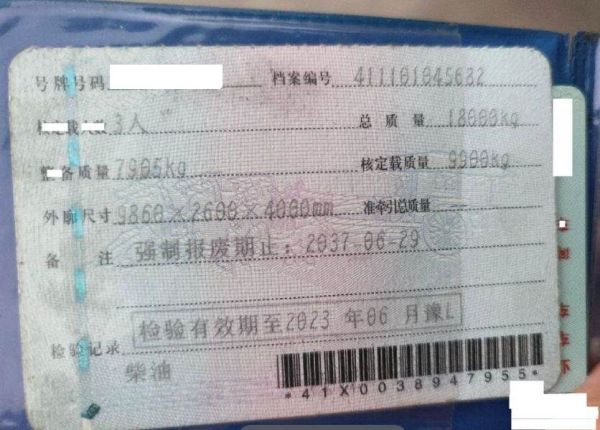 号牌号码 档案编号 411101045632
3人 总质量 18000kg
备质量 7905kg 核定载质量 9900kg
外廓尺寸 9860×2600×4000mm 准牵引总质量
备注 强制报废期止：2037-06-29
检验有效期至2023年06月豫L
检验记录
柴油
*41X0038947955*